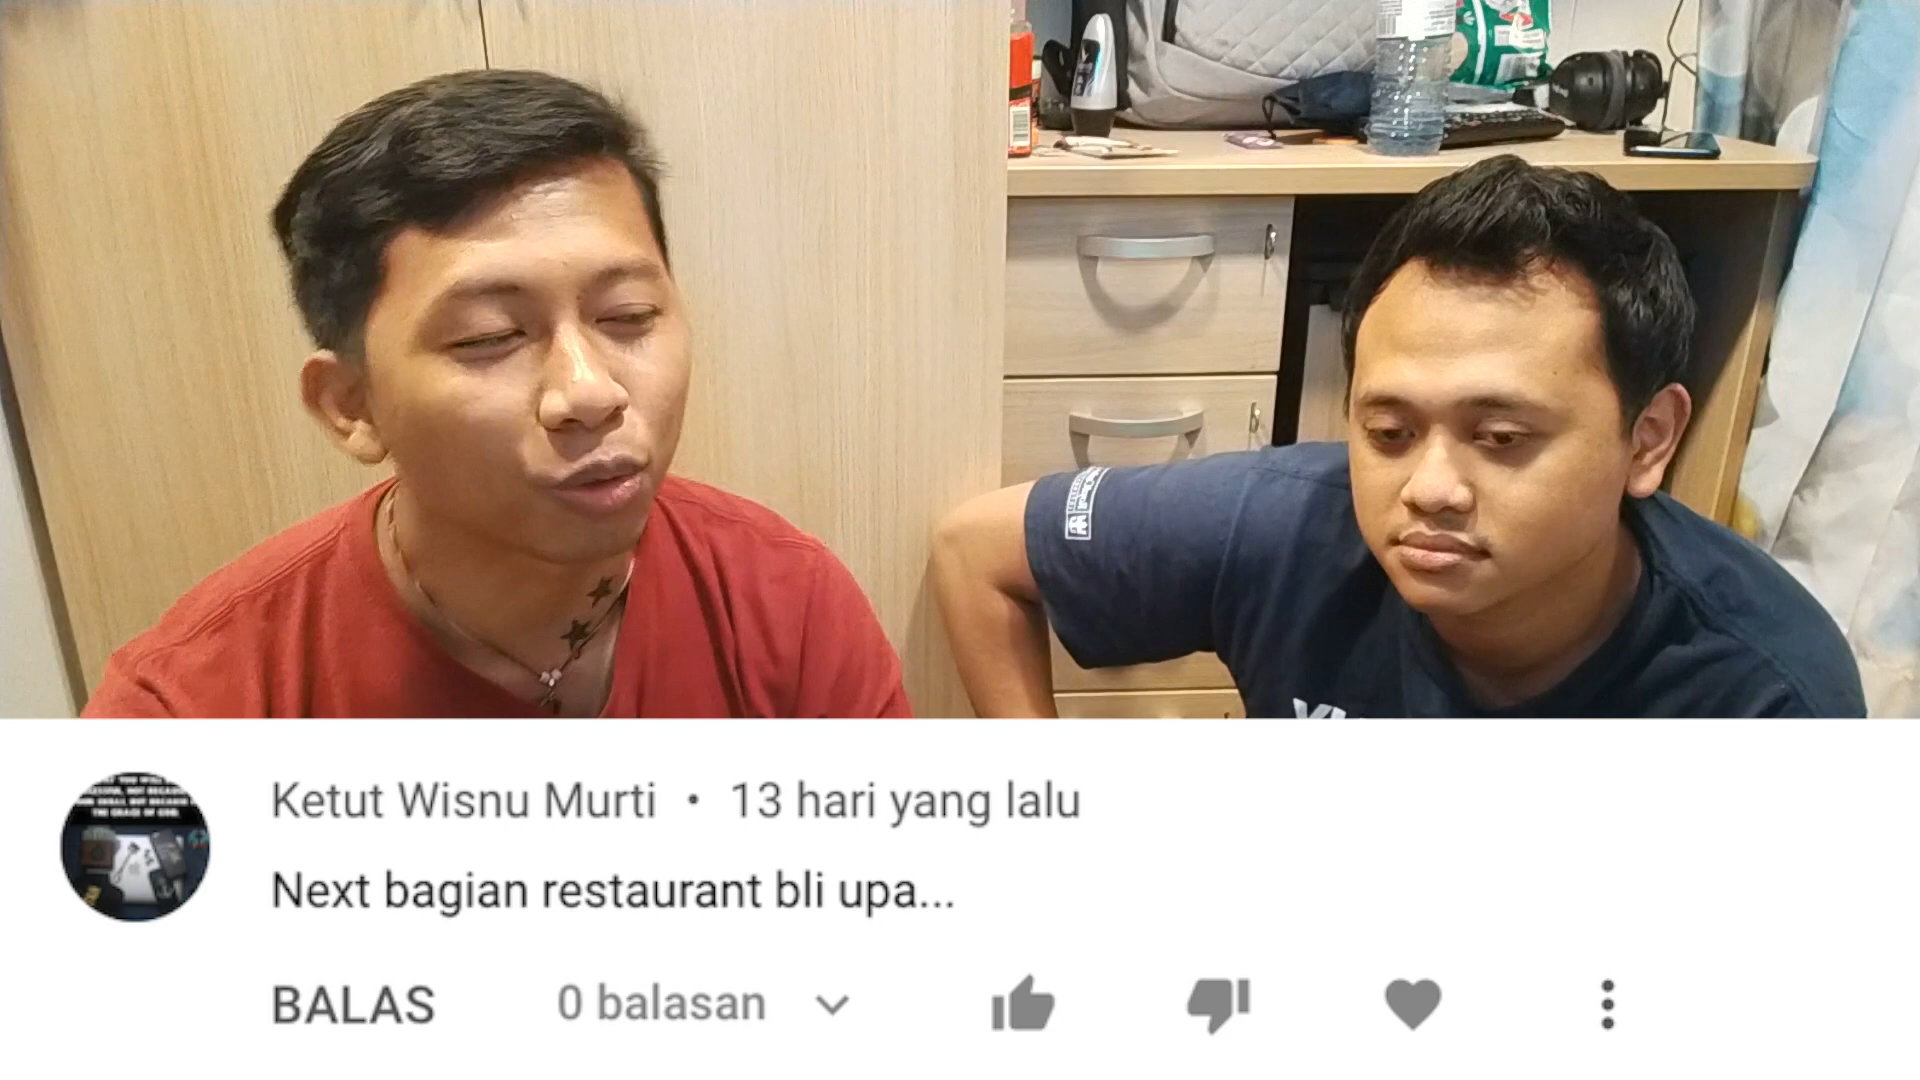 Ketut Wisnu Murti • 13 hari yang lalu
Next bagian restaurant bli upa...
BALAS 0 balasan